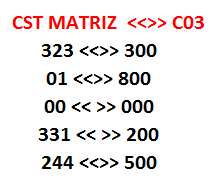 CST MATRIZ <<>> C03
323 <<>> 300
01 <<>> 800
00 << >> 000
331 << >> 200
244 <<>> 500